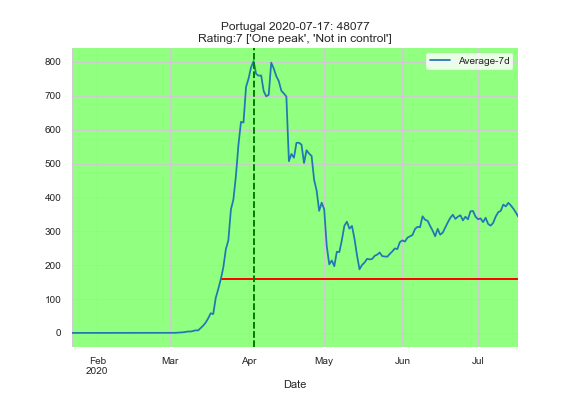 Portugal 2020-07-17: 48077
Rating:7 ['One peak', 'Not in control']
Average-7d
800
700
600
500
400
300
200
100
0
Feb
2020
Mar
Apr
May
Jun
Jul
Date